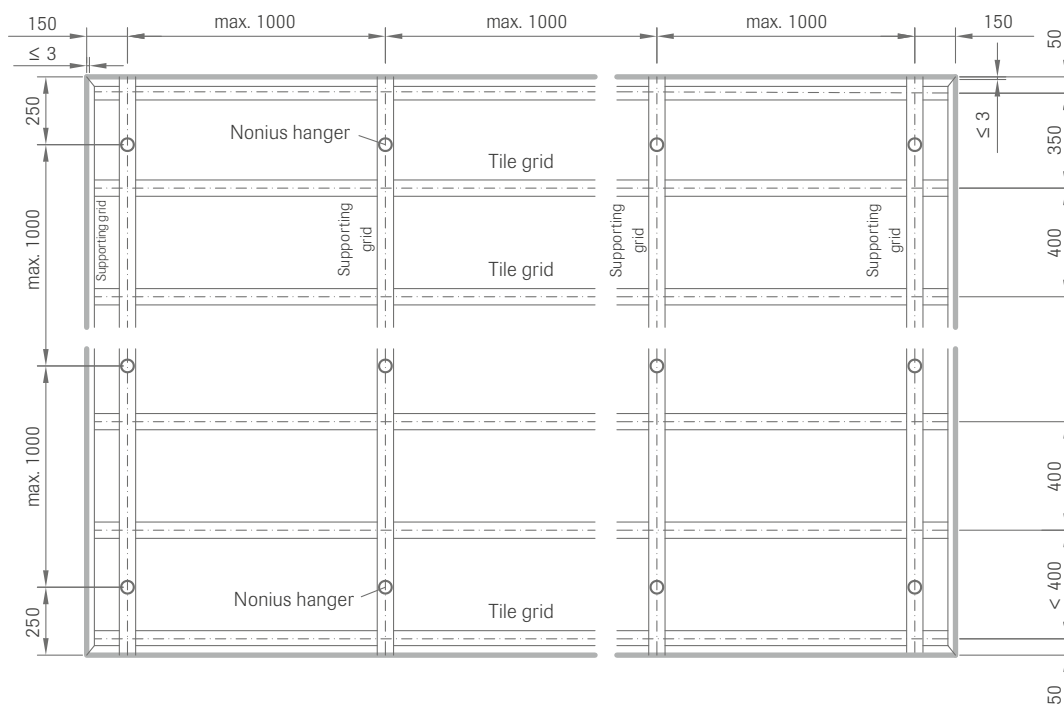 150
max. 1000
max. 1000
max. 1000
150
50
≤ 3
250
Nonius hanger
≤ 3
350
Tile grid
max. 1000
Supporting grid
Supporting
grid
Supporting
grid
Supporting
grid
400
Tile grid
max. 1000
400
< 400
Nonius hanger
250
Tile grid
50